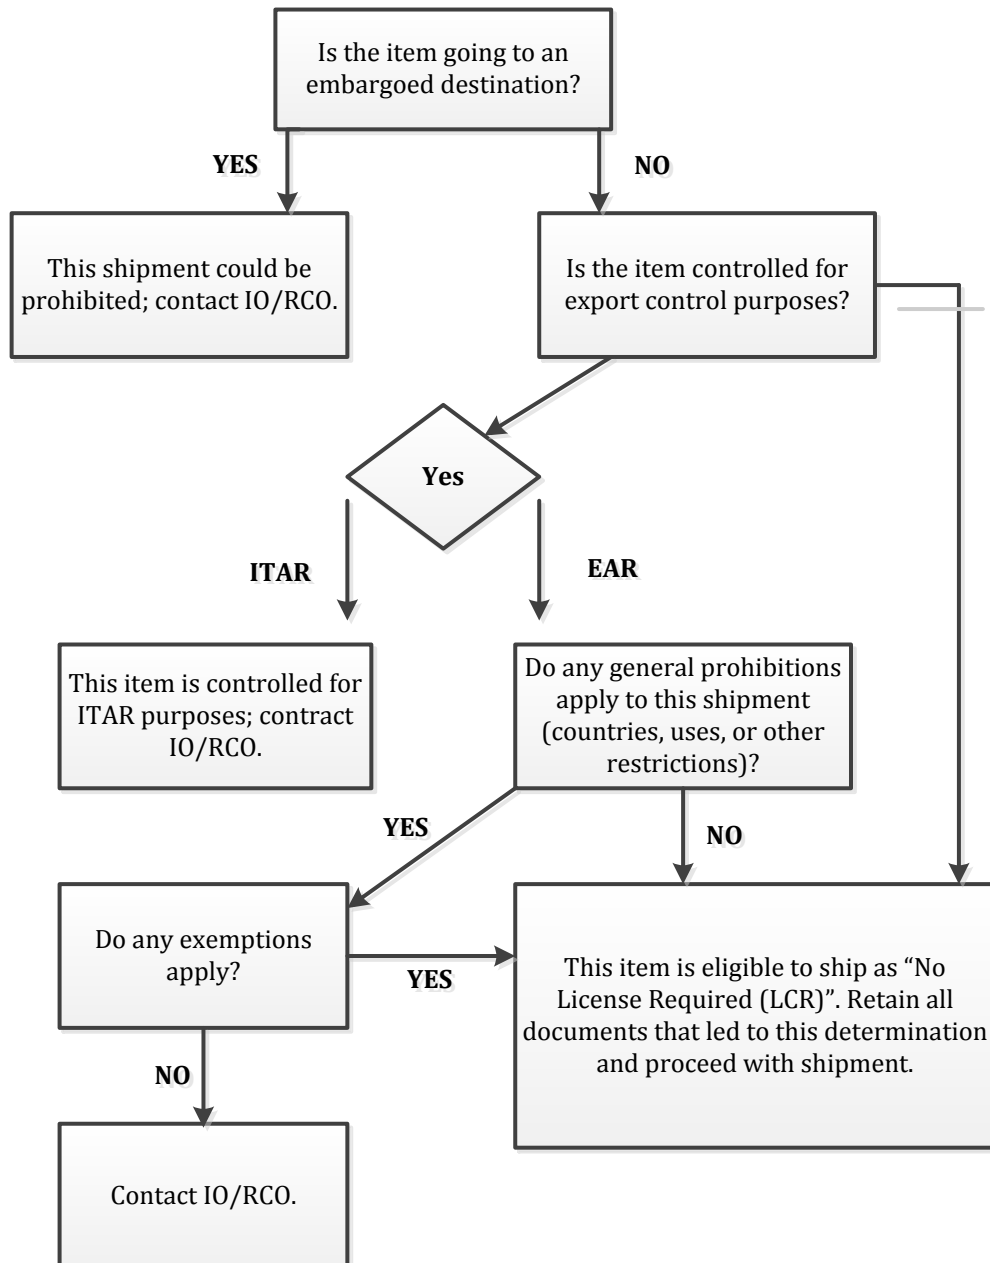 Is the item going to an
embargoed destination?
YES
NO
This shipment could be
prohibited; contact IO/RCO.
Is the item controlled for
export control purposes?
Yes
ITAR
EAR
This item is controlled for
ITAR purposes; contract
IO/RCO.
Do any general prohibitions
apply to this shipment
(countries, uses, or other
restrictions)?
YES
NO
Do any exemptions
apply?
YES
This item is eligible to ship as “No
License Required (LCR)”. Retain all
documents that led to this determination
and proceed with shipment.
NO
Contact IO/RCO.